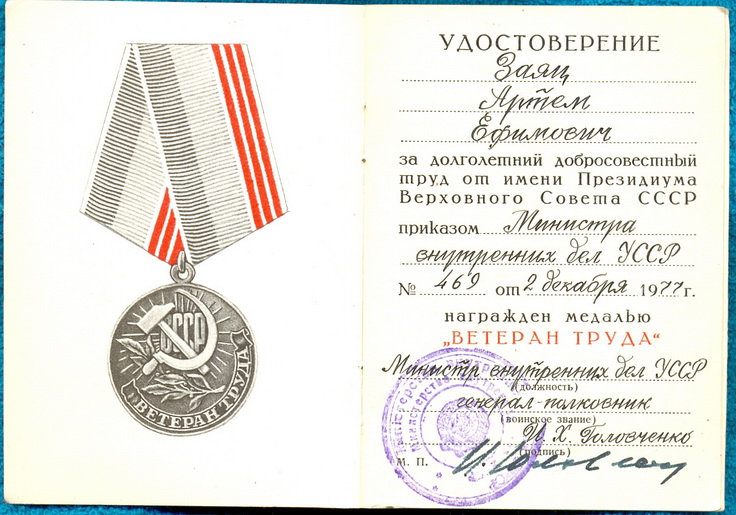 СССР
ВЕТЕРАН ТРУДА
УДОСТОВЕРЕНИЕ
Заяц
Артем
Ефимович
за долголетний добросовестный
труд от имени Президиума
Верховного Совета СССР
приказом Министра
внутренних дел УССР
№ 469 от 2 декабря 1977 г.
награжден медалью
„ВЕТЕРАН ТРУДА“
Министр внутренних дел УССР
(должность)
генерал-полковник
(воинское звание)
И. Х. Головченко
(подпись)
М. П.